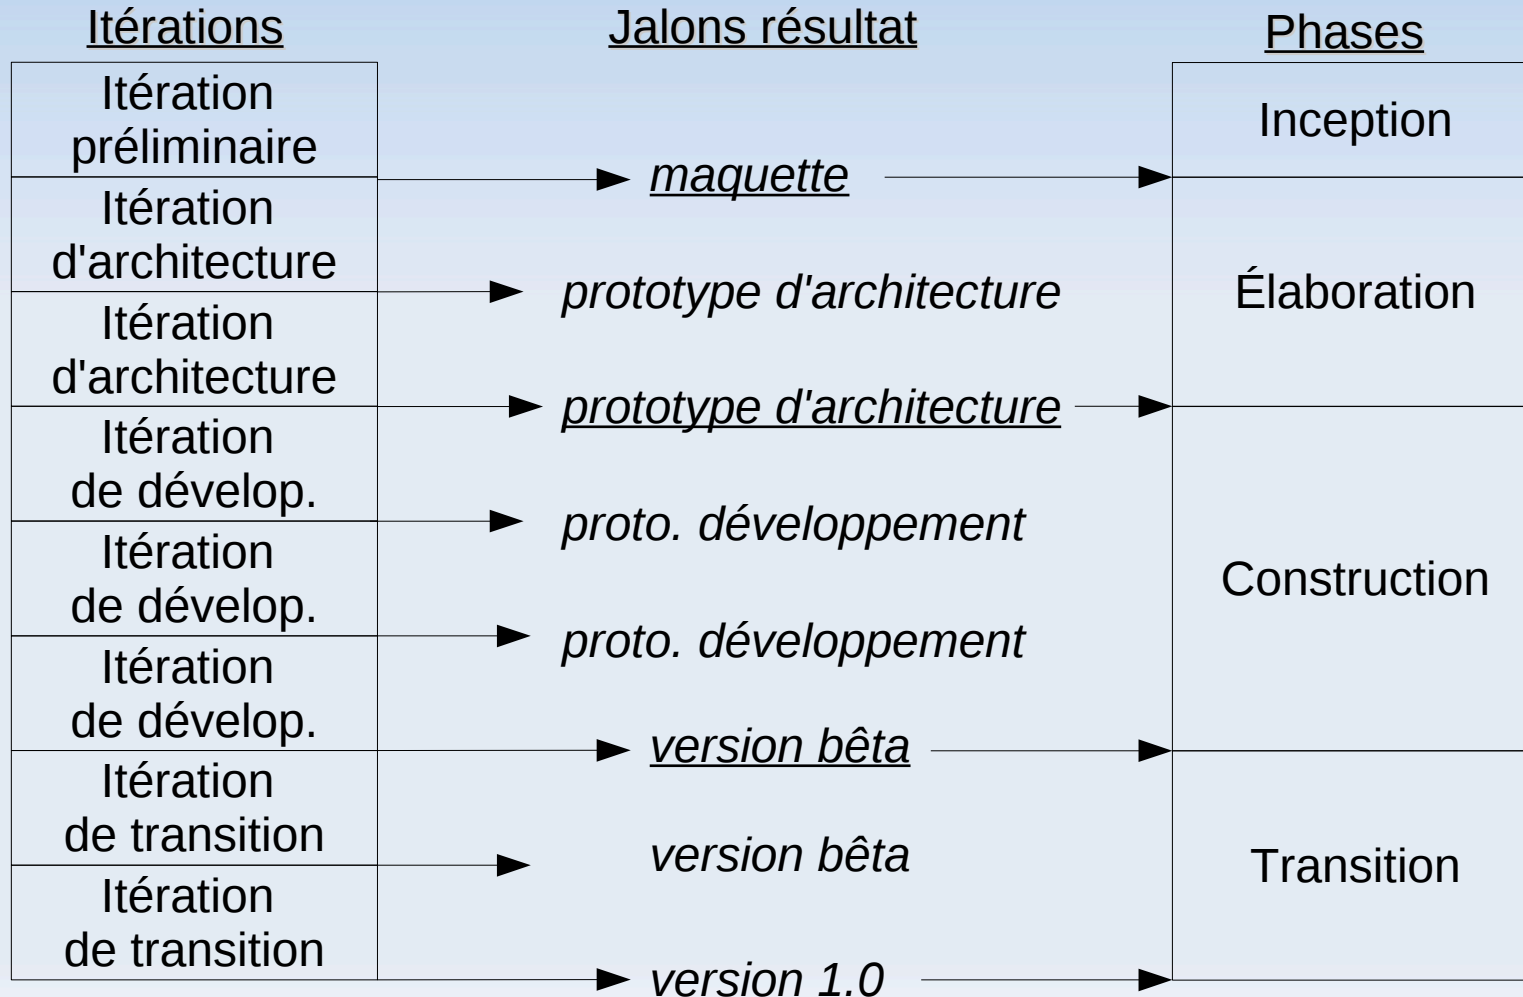 Itérations
Jalons résultat
Phases
Itération
préliminaire
Inception
maquette
Itération
d'architecture
prototype d'architecture
Élaboration
Itération
d'architecture
prototype d'architecture
Itération
de dévelop.
proto. développement
Construction
Itération
de dévelop.
proto. développement
Itération
de dévelop.
version bêta
Itération
de transition
version bêta
Transition
Itération
de transition
version 1.0